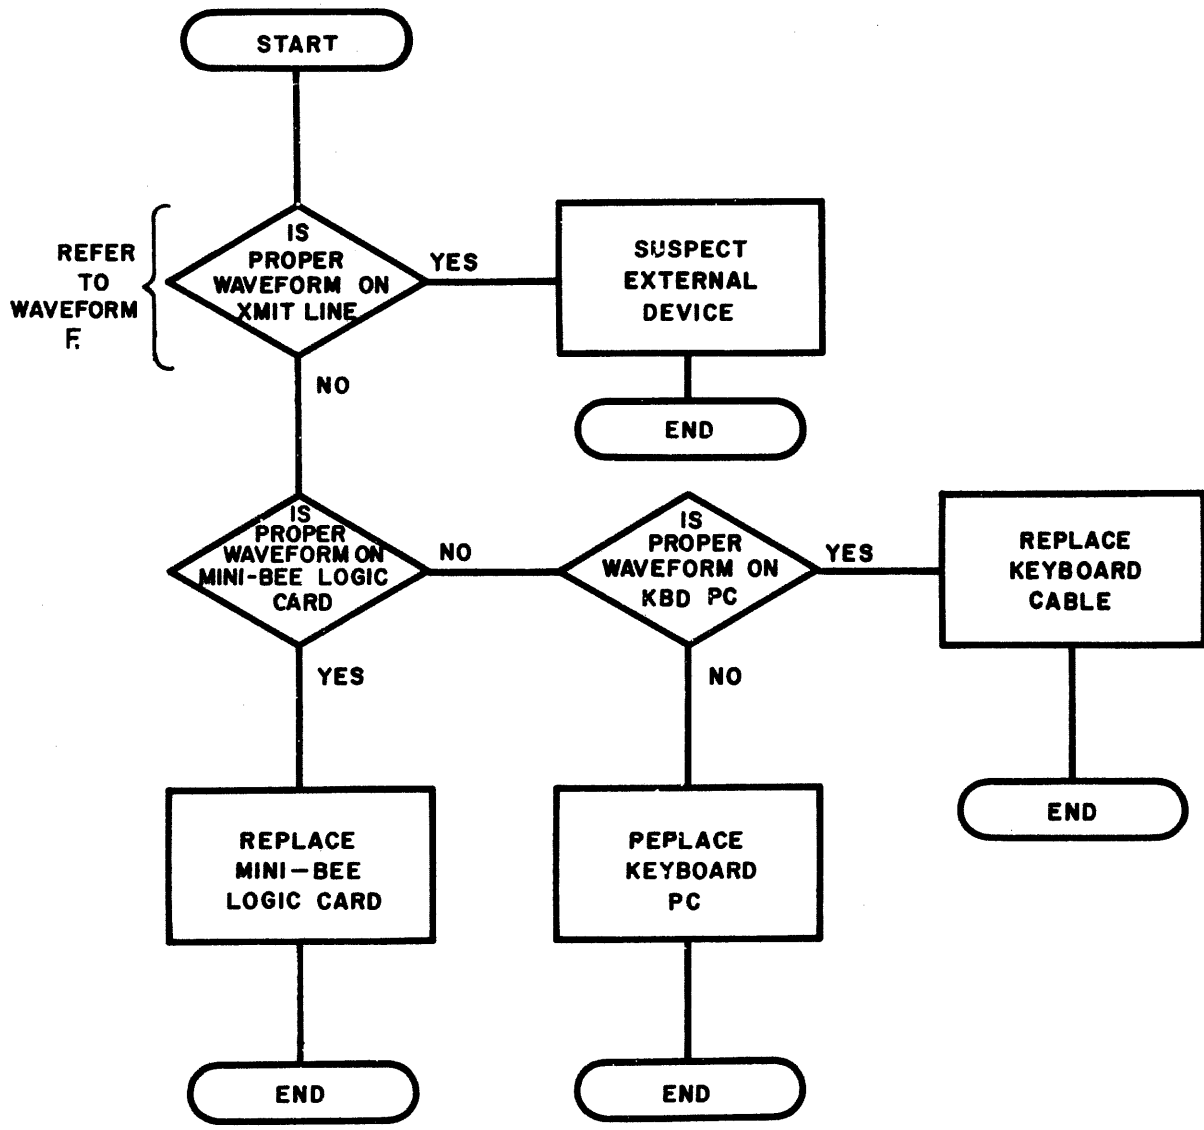 START
REFER
TO
WAVEFORM
F.
IS
PROPER
WAVEFORM ON
XMIT LINE
YES
SUSPECT
EXTERNAL
DEVICE
NO
END
IS
PROPER
WAVEFORM ON
MINI-BEE LOGIC
CARD
NO
IS
PROPER
WAVEFORM ON
KBD PC
YES
REPLACE
KEYBOARD
CABLE
YES
NO
END
REPLACE
MINI-BEE
LOGIC CARD
PEPLACE
KEYBOARD
PC
END
END